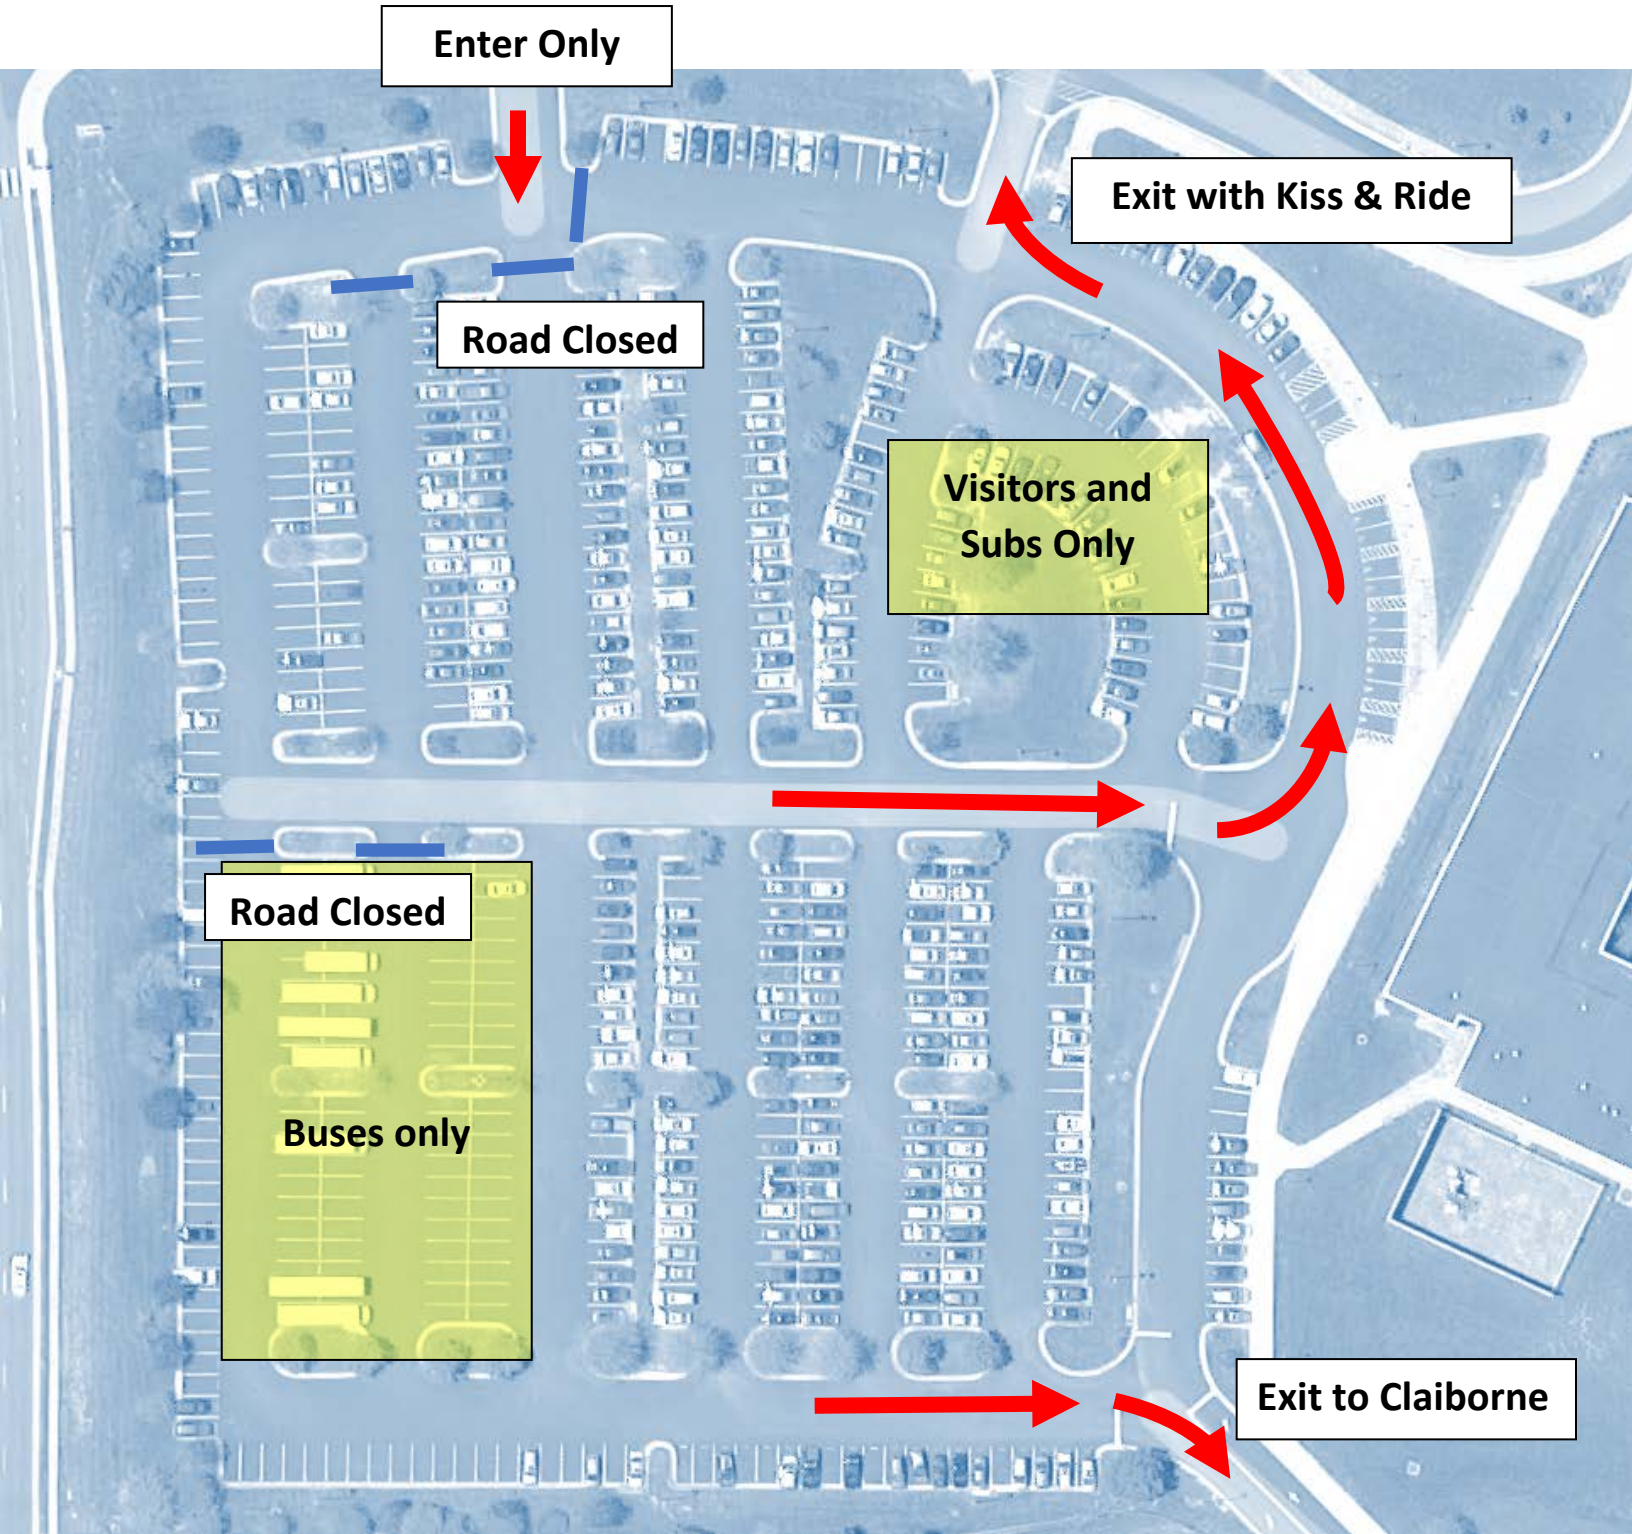 Enter Only
Exit with Kiss & Ride
Road Closed
Visitors and
Subs Only
Road Closed
Buses only
Exit to Claiborne